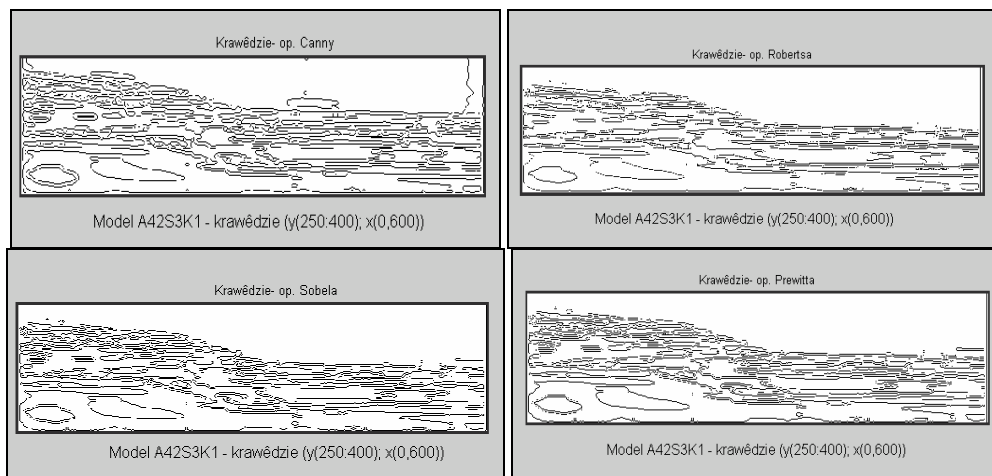 Krawêdzie- op. Canny
Model A42S3K1 - krawêdzie (y(250:400); x(0,600))
Krawêdzie- op. Robertsa
Model A42S3K1 - krawêdzie (y(250:400); x(0,600))
Krawêdzie- op. Sobela
Model A42S3K1 - krawêdzie (y(250:400); x(0,600))
Krawêdzie- op. Prewitta
Model A42S3K1 - krawêdzie (y(250:400); x(0,600))